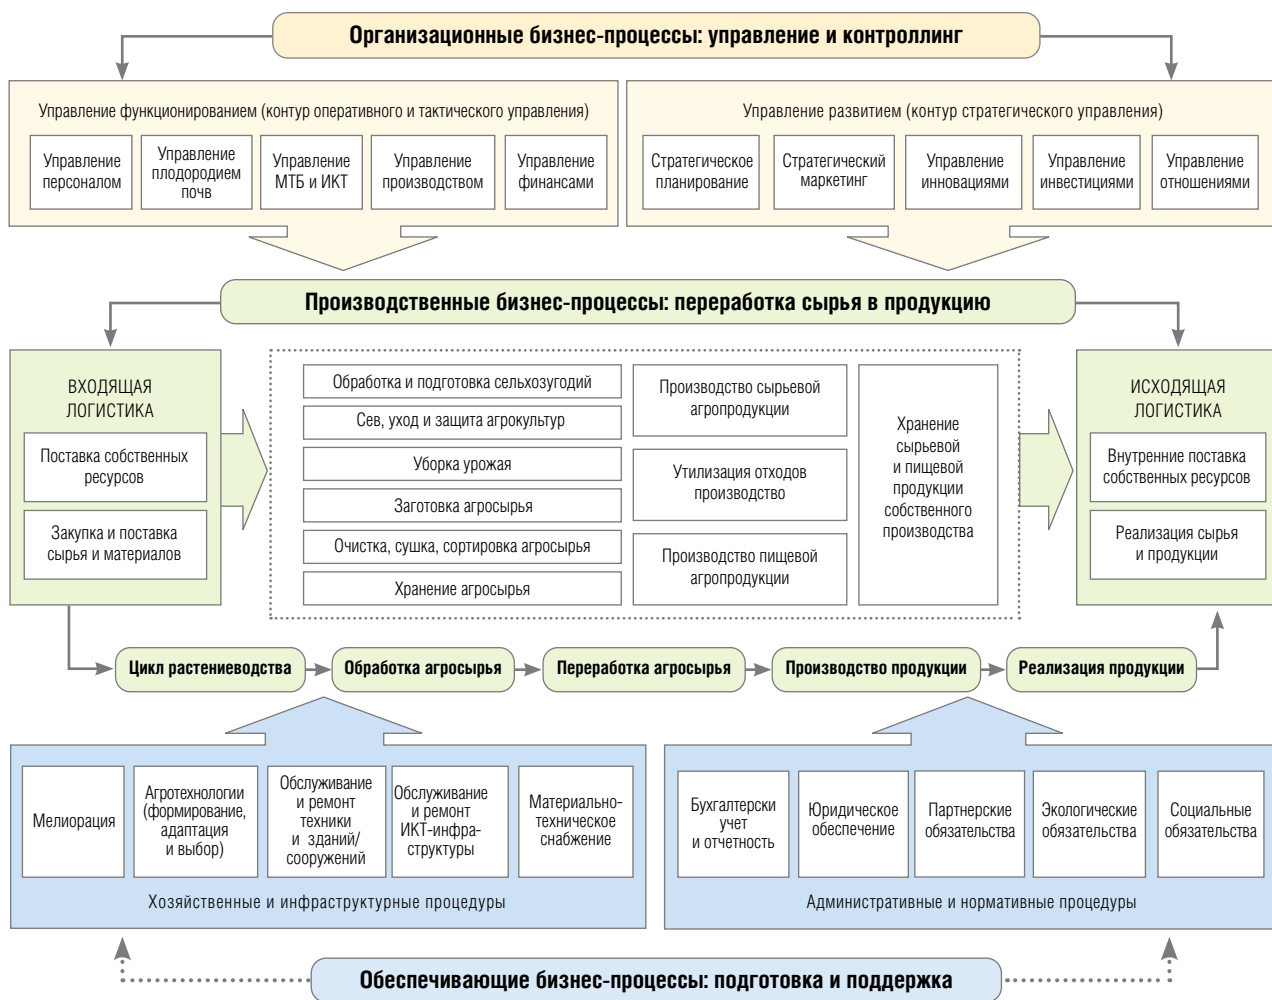 Организационные бизнес-процессы: управление и контроллинг
Управление функционированием (контур оперативного и тактического управления)
Управление
персоналом
Управление
плодородием
почв
Управление
МТБ и ИКТ
Управление
производством
Управление
финансами
Управление развитием (контур стратегического управления)
Стратегическое
планирование
Стратегический
маркетинг
Управление
инновациями
Управление
инвестициями
Управление
отношениями
Производственные бизнес-процессы: переработка сырья в продукцию
ВХОДЯЩАЯ
ЛОГИСТИКА
Поставка собственных
ресурсов
Закупка и поставка
сырья и материалов
Обработка и подготовка сельхозугодий
Сев, уход и защита агрокультур
Уборка урожая
Заготовка агросырья
Очистка, сушка, сортировка агросырья
Хранение агросырья
Производство сырьевой
агропродукции
Утилизация отходов
производство
Производство пищевой
агропродукции
Хранение
сырьевой
и пищевой
продукции
собственного
производства
ИСХОДЯЩАЯ
ЛОГИСТИКА
Внутренние поставка
собственных ресурсов
Реализация сырья
и продукции
Цикл растениеводства
Обработка агросырья
Переработка агросырья
Производство продукции
Реализация продукции
Мелиорация
Агротехнологии
(формирование,
адаптация
и выбор)
Обслуживание
и ремонт
техники
и зданий/
сооружений
Обслуживание
и ремонт
ИКТ-инфра-
структуры
Материально-
техническое
снабжение
Хозяйственные и инфраструктурные процедуры
Бухгалтерски
учет
и отчетность
Юридическое
обеспечение
Партнерские
обязательства
Экологические
обязательства
Социальные
обязательства
Административные и нормативные процедуры
Обеспечивающие бизнес-процессы: подготовка и поддержка